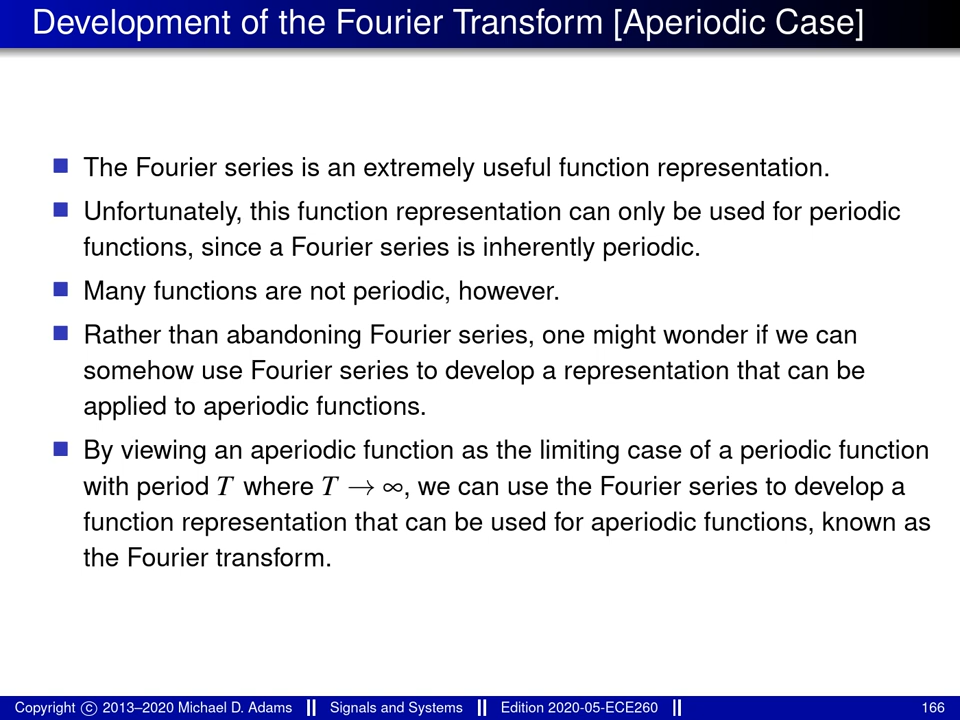 Development of the Fourier Transform [Aperiodic Case]
The Fourier series is an extremely useful function representation.
Unfortunately, this function representation can only be used for periodic
functions, since a Fourier series is inherently periodic.
Many functions are not periodic, however.
Rather than abandoning Fourier series, one might wonder if we can
somehow use Fourier series to develop a representation that can be
applied to aperiodic functions.
By viewing an aperiodic function as the limiting case of a periodic function
with period T where T → ∞, we can use the Fourier series to develop a
function representation that can be used for aperiodic functions, known as
the Fourier transform.
Copyright © 2013–2020 Michael D. Adams Signals and Systems Edition 2020-05-ECE260 166